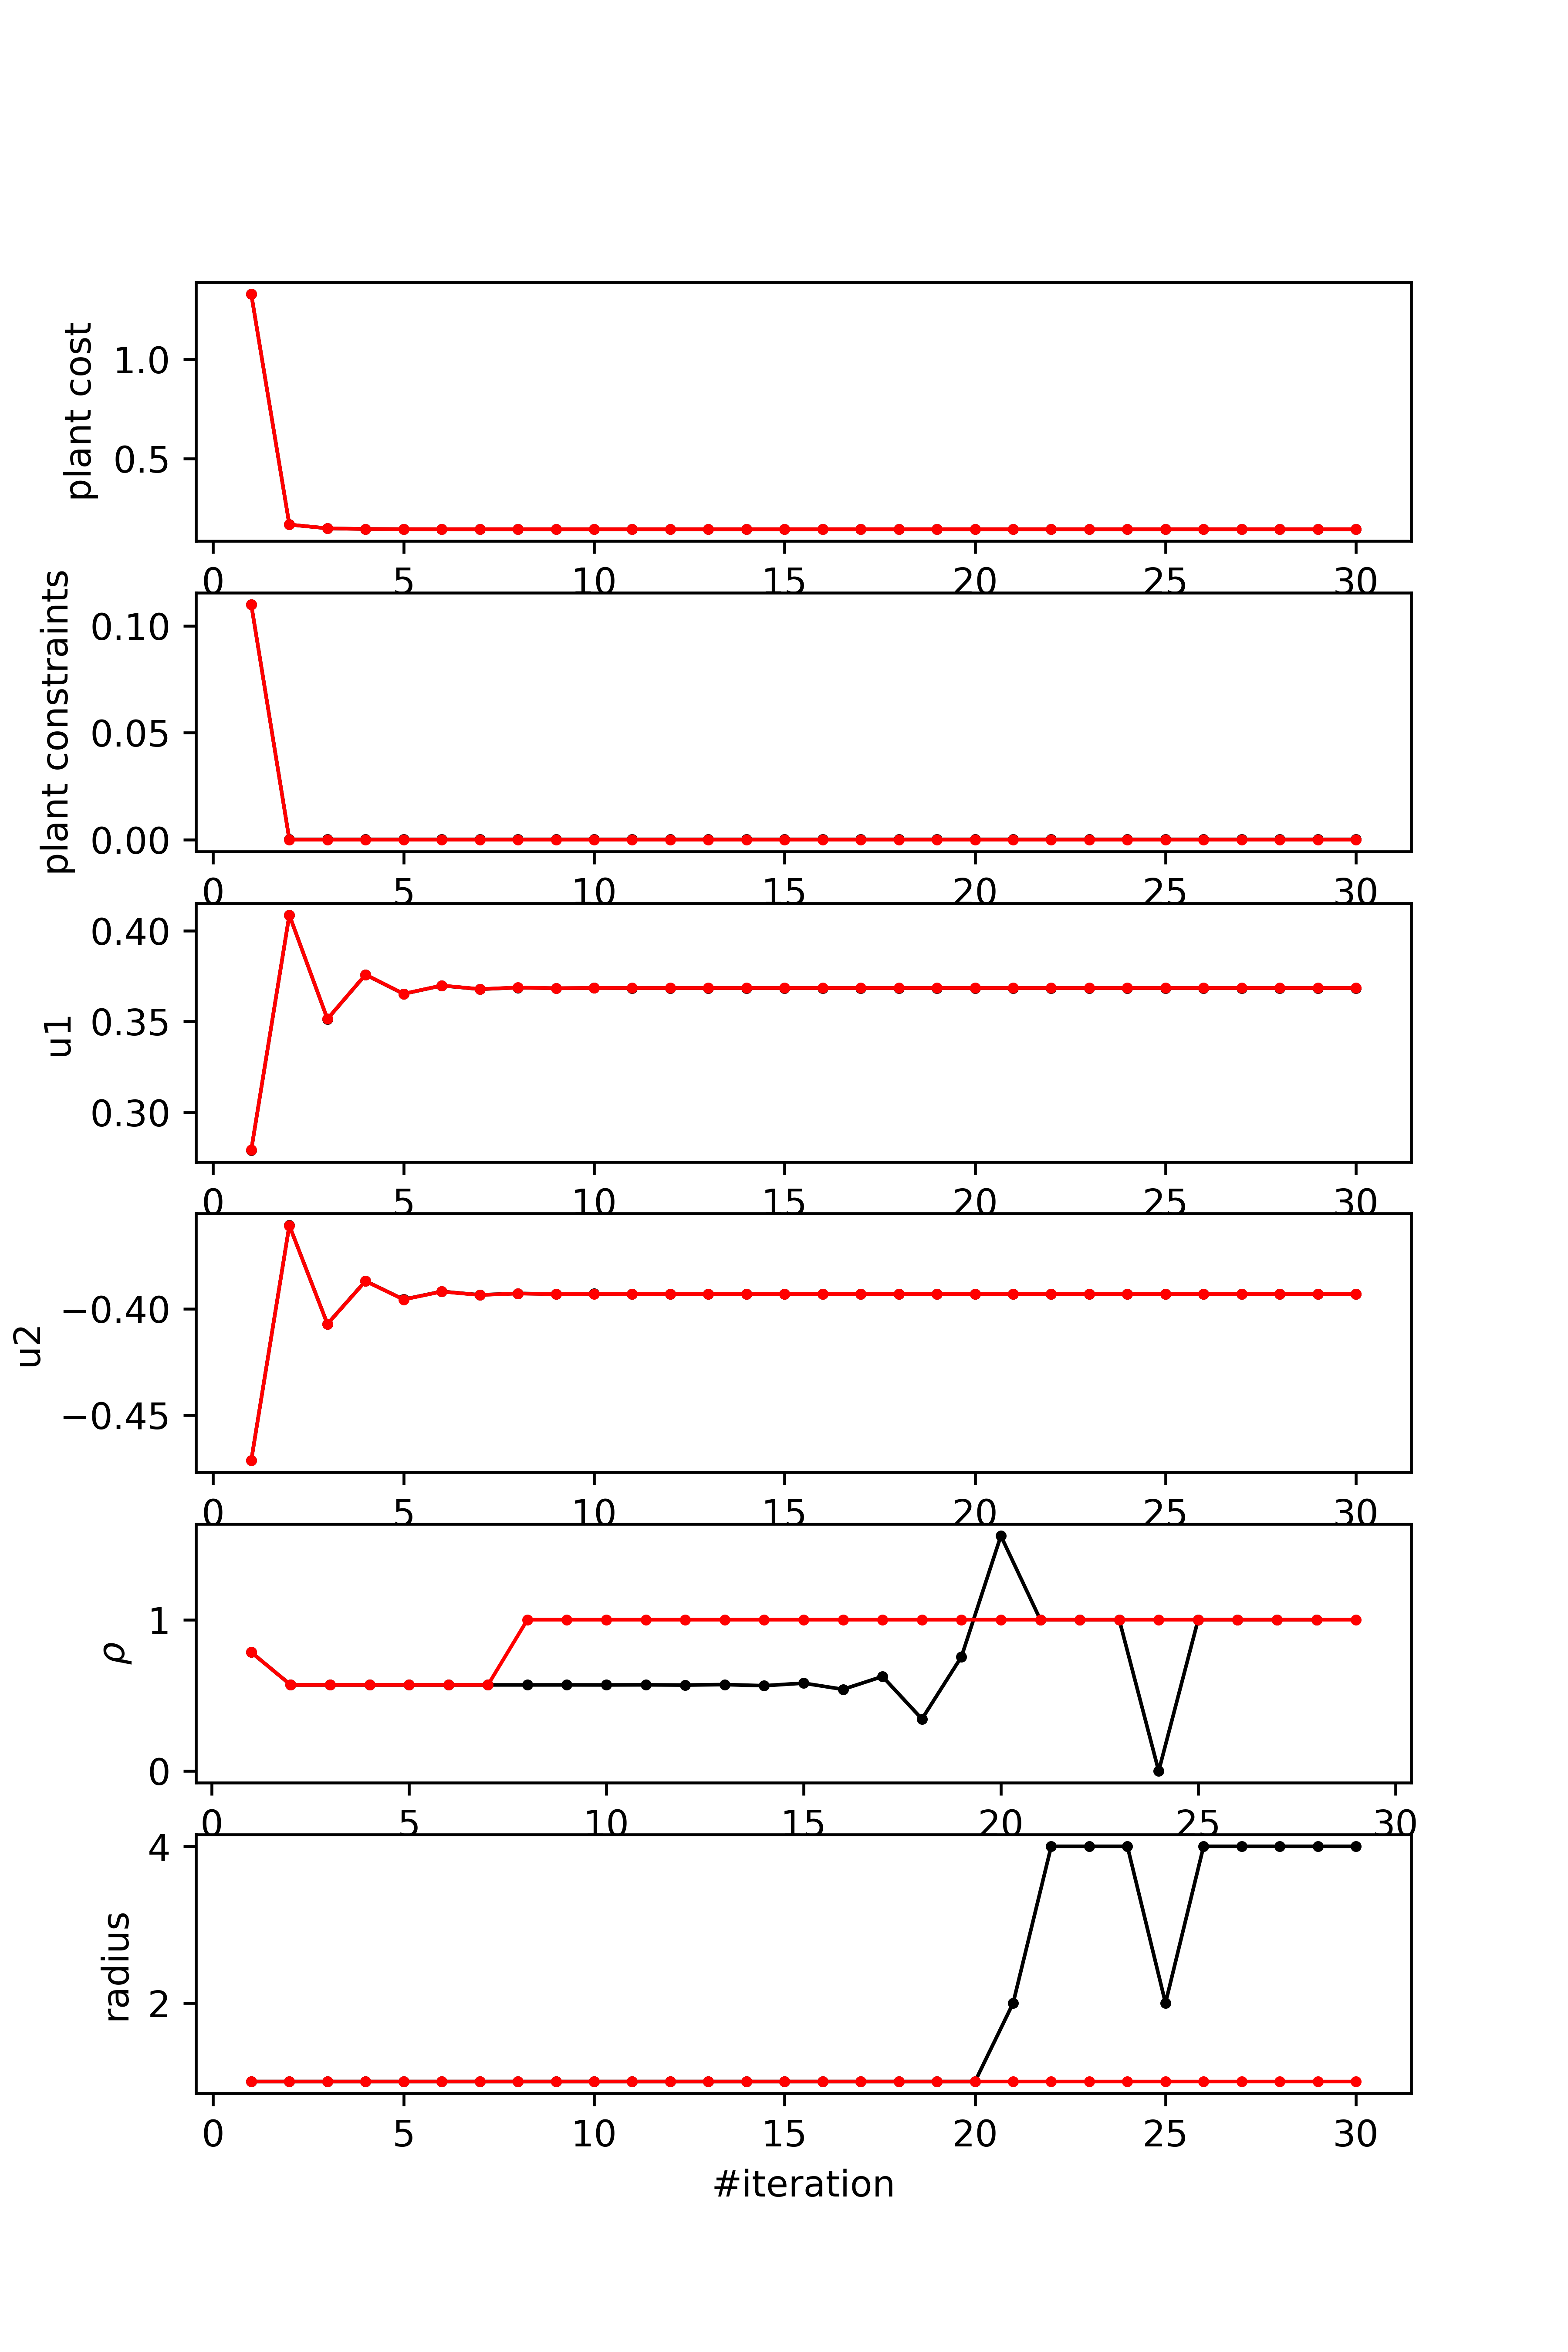 plant cost
1.0
0.5
0 5 10 15 20 25 30
plant constraints
0.10
0.05
0.00
0 5 10 15 20 25 30
u1
0.40
0.35
0.30
0 5 10 15 20 25 30
u2
−0.40
−0.45
0 5 10 15 20 25 30
ρ
1
0
0 5 10 15 20 25 30
radius
4
2
0 5 10 15 20 25 30
#iteration